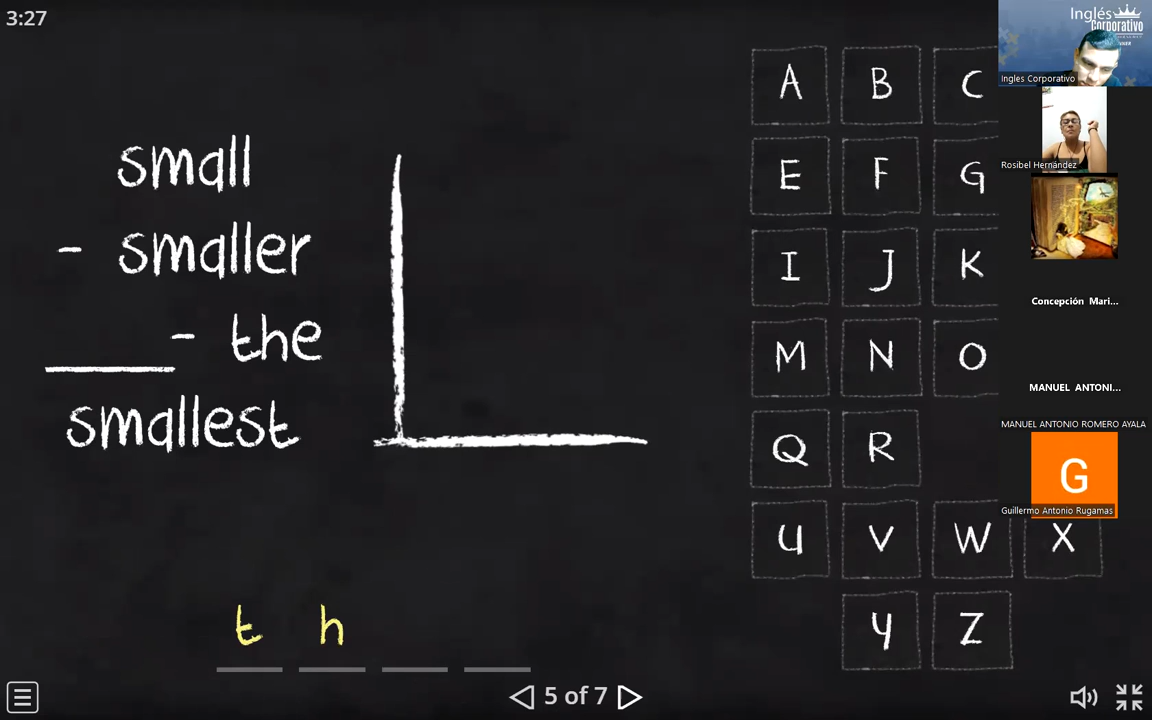 3:27
small
- smaller
____ - the
smallest
t h
5 of 7
A B C
E F G
I J K
M N O
Q R
U V W X
Y Z
Inglés
Corporativo
Ingles Corporativo
Rosibel Hernández
Concepción Mari...
MANUEL ANTONI...
MANUEL ANTONIO ROMERO AYALA
G
Guillermo Antonio Rugamas